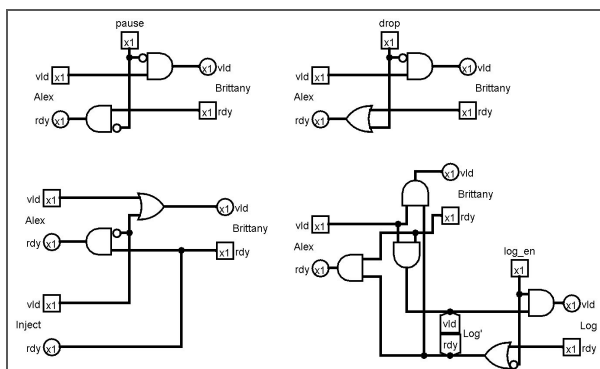 pause
x1
vld x1
x1 vld
Alex
Brittany
rdy x1
x1 rdy
drop
x1
vld x1
x1 vld
Alex
Brittany
rdy x1
x1 rdy
vld x1
x1 vld
Alex
Brittany
rdy x1
x1 rdy
vld x1
Inject
rdy x1
x1 vld
Brittany
vld x1
x1 rdy
Alex
rdy x1
log_en
x1
x1 vld
vld
Log'
Log
rdy
x1 rdy